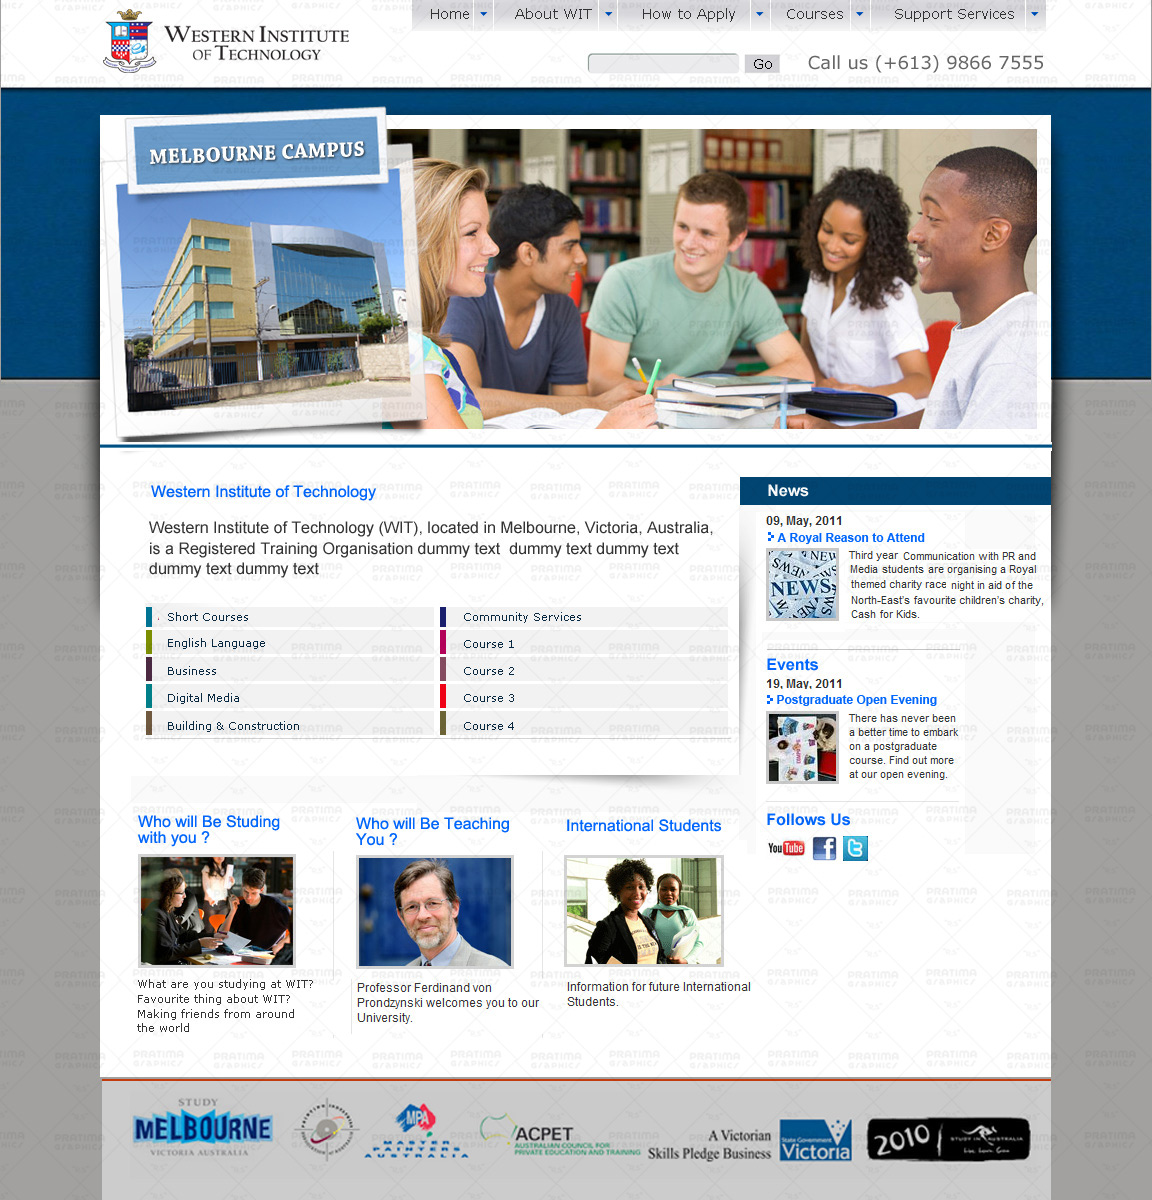 Home
About WIT
How to Apply
Courses
Support Services
WESTERN INSTITUTE
OF TECHNOLOGY
Go
Call us (+613) 9866 7555
MELBOURNE CAMPUS
Western Institute of Technology
Western Institute of Technology (WIT), located in Melbourne, Victoria, Australia,
is a Registered Training Organisation dummy text dummy text dummy text
dummy text dummy text
Short Courses
English Language
Business
Digital Media
Building & Construction
Community Services
Course 1
Course 2
Course 3
Course 4
News
09, May, 2011
A Royal Reason to Attend
NEWS
Third year Communication with PR and
Media students are organising a Royal
themed charity race night in aid of the
North-East's favourite children's charity,
Cash for Kids.
Events
19, May, 2011
Postgraduate Open Evening
There has never been
a better time to embark
on a postgraduate
course. Find out more
at our open evening.
Follows Us
YouTube
Who will Be Studing
with you ?
What are you studying at WIT?
Favourite thing about WIT?
Making friends from around
the world
Who will Be Teaching
You ?
Professor Ferdinand von
Prondzynski welcomes you to our
University.
International Students
Information for future International
Students.
STUDY
MELBOURNE
VICTORIA AUSTRALIA
MPA
MASTER
PAINTERS
AUSTRALIA
ACPET
AUSTRALIAN COUNCIL FOR
PRIVATE EDUCATION AND TRAINING
A Victorian
Skills Pledge Business
State Government
Victoria
2010
STUDY IN AUSTRALIA
Live Learn Grow
PRATIMA
GRAPHICS